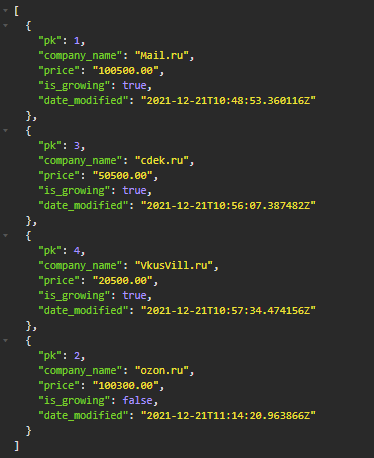 [
{
"pk": 1,
"company_name": "Mail.ru",
"price": "100500.00",
"is_growing": true,
"date_modified": "2021-12-21T10:48:53.360116Z"
},
{
"pk": 3,
"company_name": "cdek.ru",
"price": "50500.00",
"is_growing": true,
"date_modified": "2021-12-21T10:56:07.387482Z"
},
{
"pk": 4,
"company_name": "VkusVill.ru",
"price": "20500.00",
"is_growing": true,
"date_modified": "2021-12-21T10:57:34.474156Z"
},
{
"pk": 2,
"company_name": "ozon.ru",
"price": "100300.00",
"is_growing": false,
"date_modified": "2021-12-21T11:14:20.963866Z"
}
]